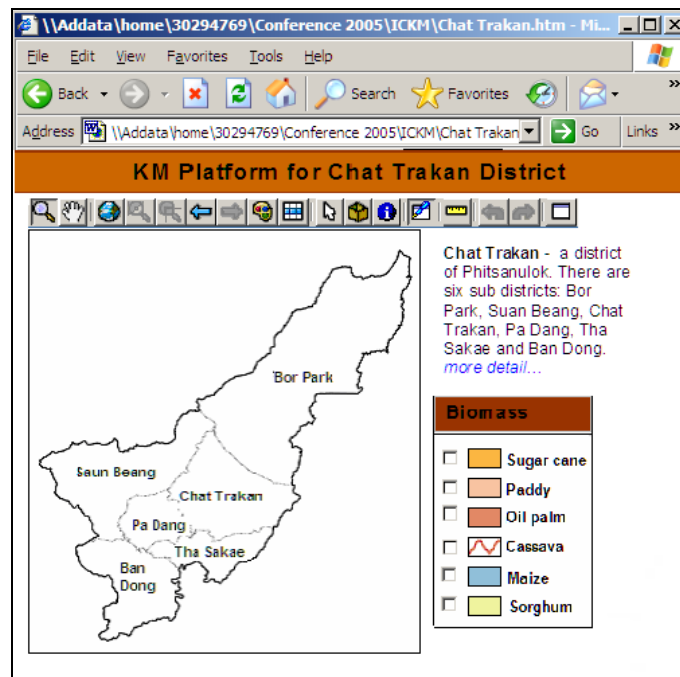 \\Addata\home\30294769\Conference 2005\ICKM\Chat Trakan.htm - Mi...
File Edit View Favorites Tools Help
Back Search Favorites »
Address \\Addata\home\30294769\Conference 2005\ICKM\Chat Trakan Go Links »
KM Platform for Chat Trakan District
Chat Trakan - a district
of Phitsanulok. There are
six sub districts: Bor
Park, Suan Beang, Chat
Trakan, Pa Dang, Tha
Sakae and Ban Dong.
more detail...
Bor Park
Saun Beang
Chat Trakan
Pa Dang
Tha Sakae
Ban
Dong
Biomass
Sugar cane
Paddy
Oil palm
Cassava
Maize
Sorghum